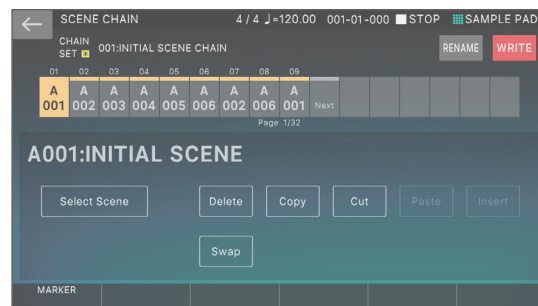 SCENE CHAIN 4 / 4 ♩=120.00 001-01-000 STOP SAMPLE PAD
CHAIN SET x 001:INITIAL SCENE CHAIN RENAME WRITE
01 02 03 04 05 06 07 08 09
A A A A A A A A A
001 002 003 004 005 006 002 006 001 Next
Page 1/32
A001:INITIAL SCENE
Select Scene Delete Copy Cut Paste Insert
Swap
MARKER